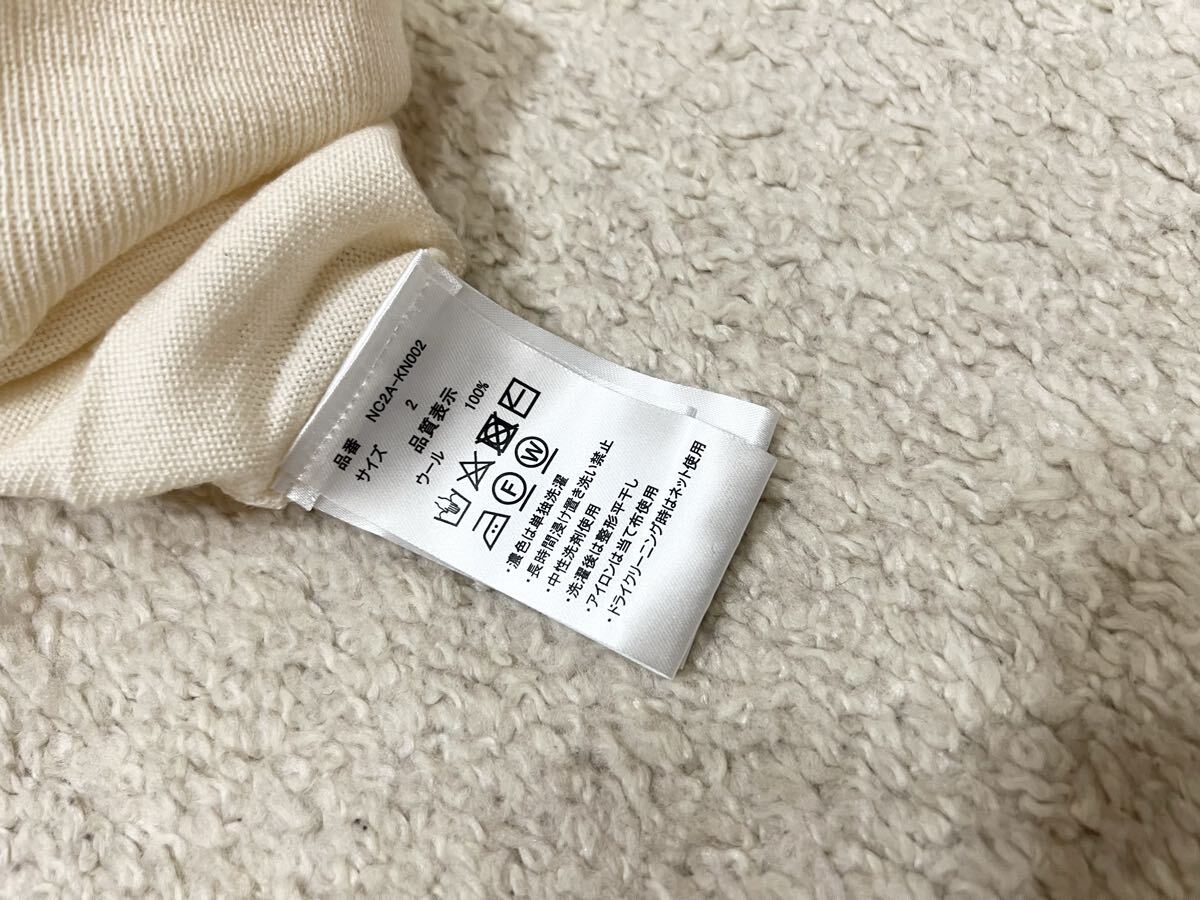 品番 NC2A-KN002
サイズ 2
品質表示
ウール 100%
F W
・濃色は単独洗濯
・長時間浸け置き洗い禁止
・中性洗剤使用
・洗濯後は整形平干し
・アイロンは当て布使用
・ドライクリーニング時はネット使用